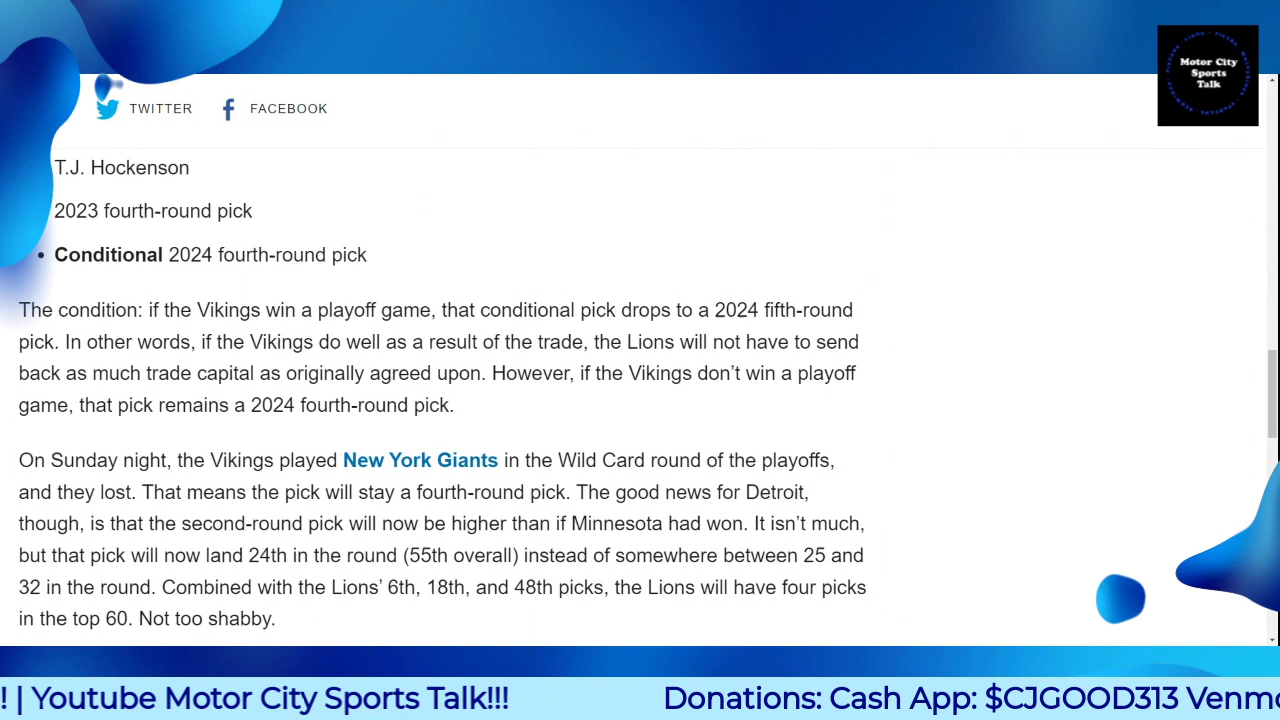 Motor City
Sports
Talk
TWITTER FACEBOOK
T.J. Hockenson
2023 fourth-round pick
• Conditional 2024 fourth-round pick
The condition: if the Vikings win a playoff game, that conditional pick drops to a 2024 fifth-round
pick. In other words, if the Vikings do well as a result of the trade, the Lions will not have to send
back as much trade capital as originally agreed upon. However, if the Vikings don’t win a playoff
game, that pick remains a 2024 fourth-round pick.
On Sunday night, the Vikings played New York Giants in the Wild Card round of the playoffs,
and they lost. That means the pick will stay a fourth-round pick. The good news for Detroit,
though, is that the second-round pick will now be higher than if Minnesota had won. It isn’t much,
but that pick will now land 24th in the round (55th overall) instead of somewhere between 25 and
32 in the round. Combined with the Lions’ 6th, 18th, and 48th picks, the Lions will have four picks
in the top 60. Not too shabby.
! | Youtube Motor City Sports Talk!!! Donations: Cash App: $CJGOOD313 Venmo